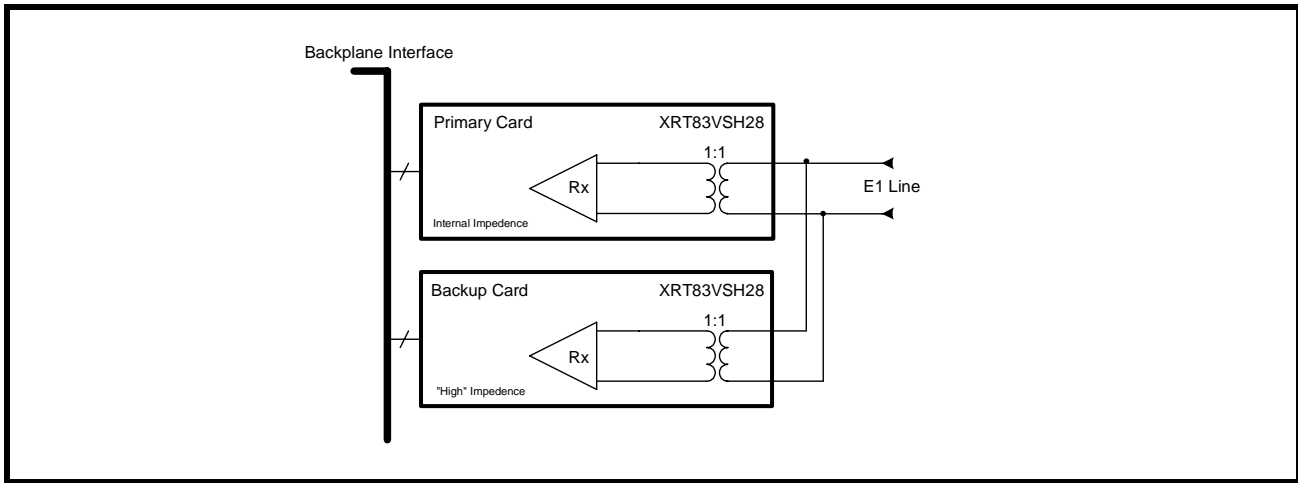 Backplane Interface
Primary Card XRT83VSH28
1:1
Rx
E1 Line
Internal Impedence
Backup Card XRT83VSH28
1:1
Rx
"High" Impedence